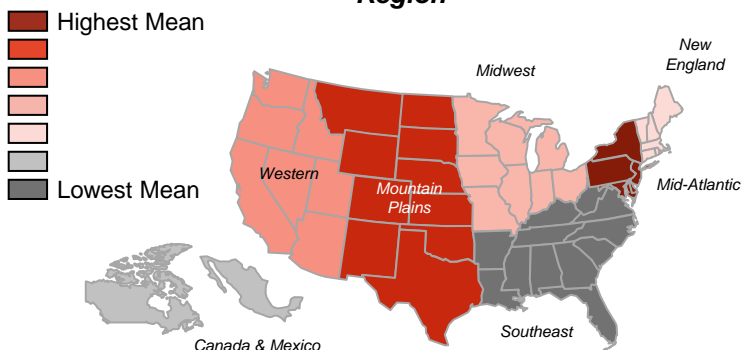 Region
Highest Mean
New
England
Midwest
Western
Mountain
Plains
Mid-Atlantic
Lowest Mean
Southeast
Canada & Mexico